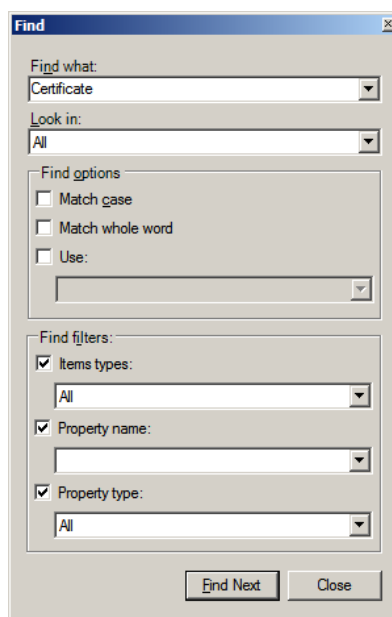 Find
Find what:
Certificate
Look in:
All
Find options
Match case
Match whole word
Use:
Find filters:
Items types:
All
Property name:
Property type:
All
Find Next Close